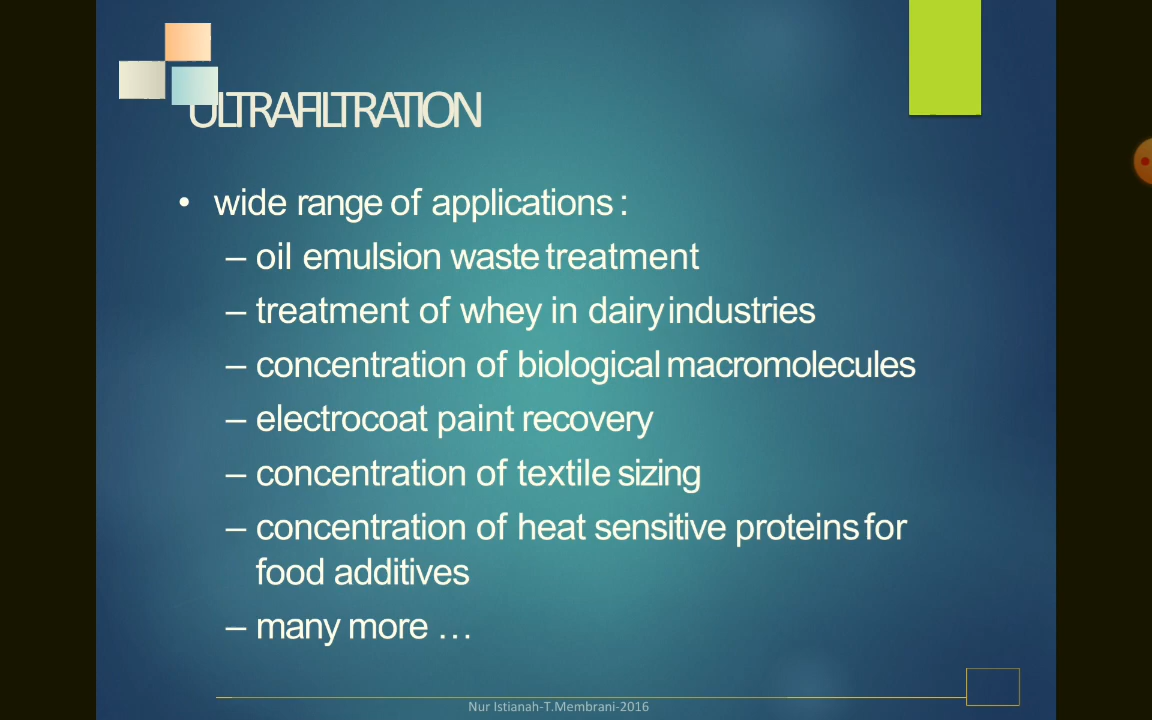 ULTRAFILTRATION
• wide range of applications :
– oil emulsion waste treatment
– treatment of whey in dairy industries
– concentration of biological macromolecules
– electrocoat paint recovery
– concentration of textile sizing
– concentration of heat sensitive proteins for
food additives
– many more …
Nur Istianah-T.Membrani-2016